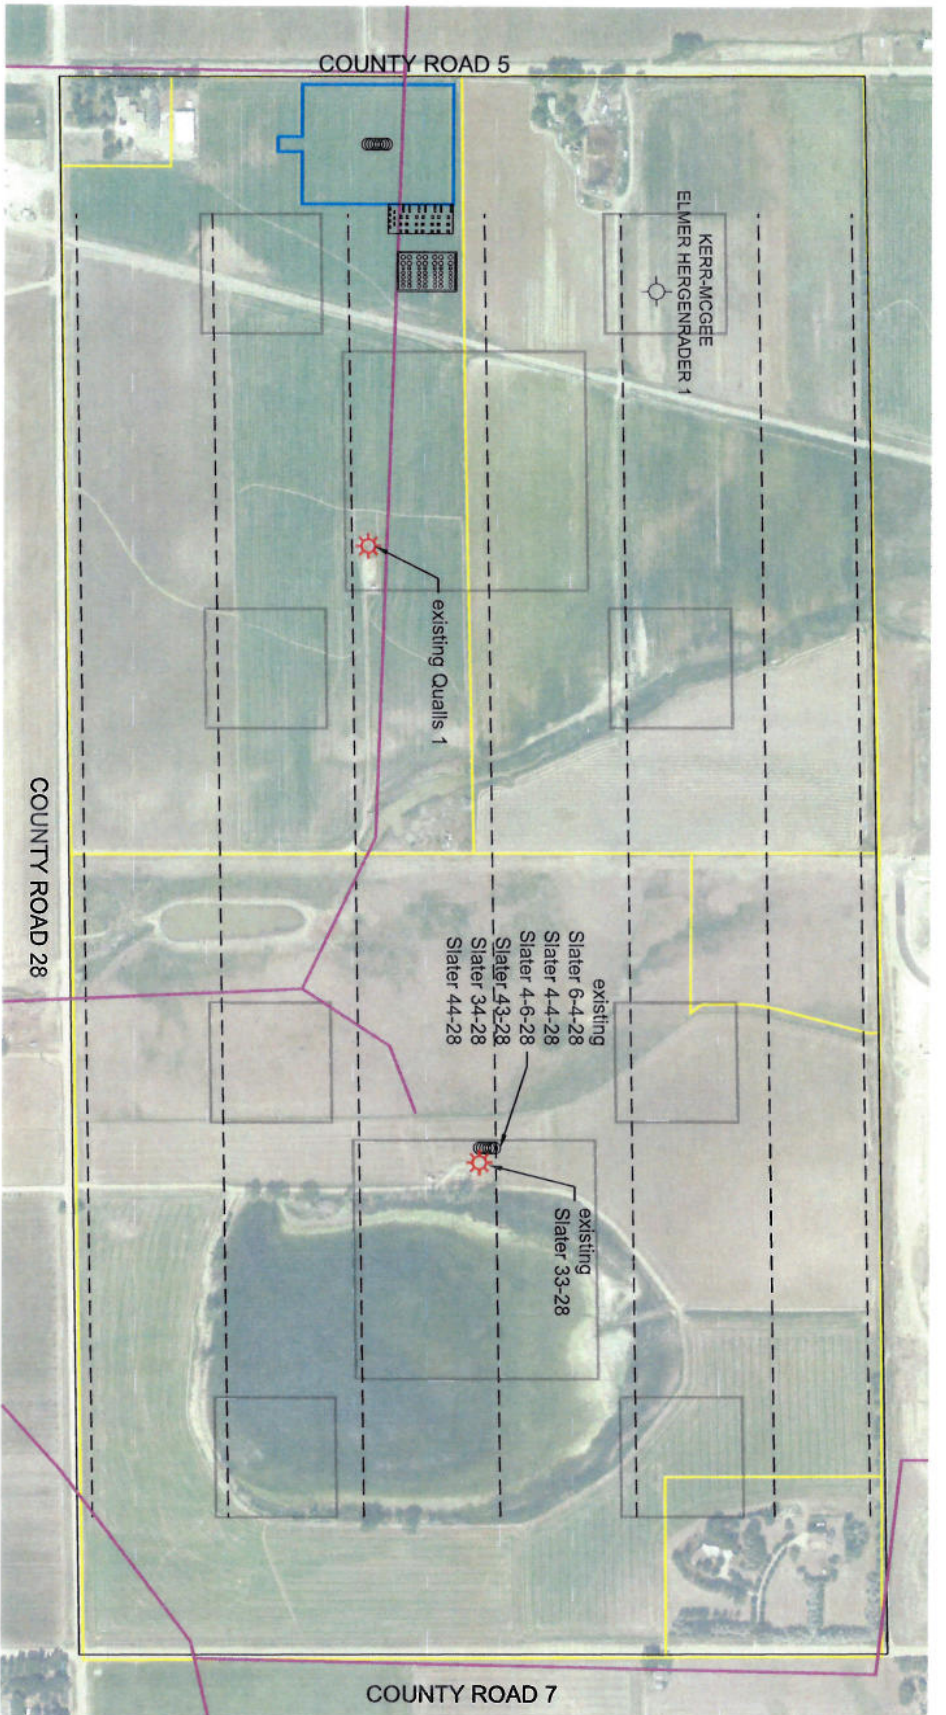 COUNTY ROAD 5
KERR-MCGEE
ELMER HERGENRADER 1
existing Qualls 1
COUNTY ROAD 28
existing
Slater 6-4-28
Slater 4-4-28
Slater 4-6-28
Slater 43-28
Slater 34-28
Slater 44-28
existing
Slater 33-28
COUNTY ROAD 7